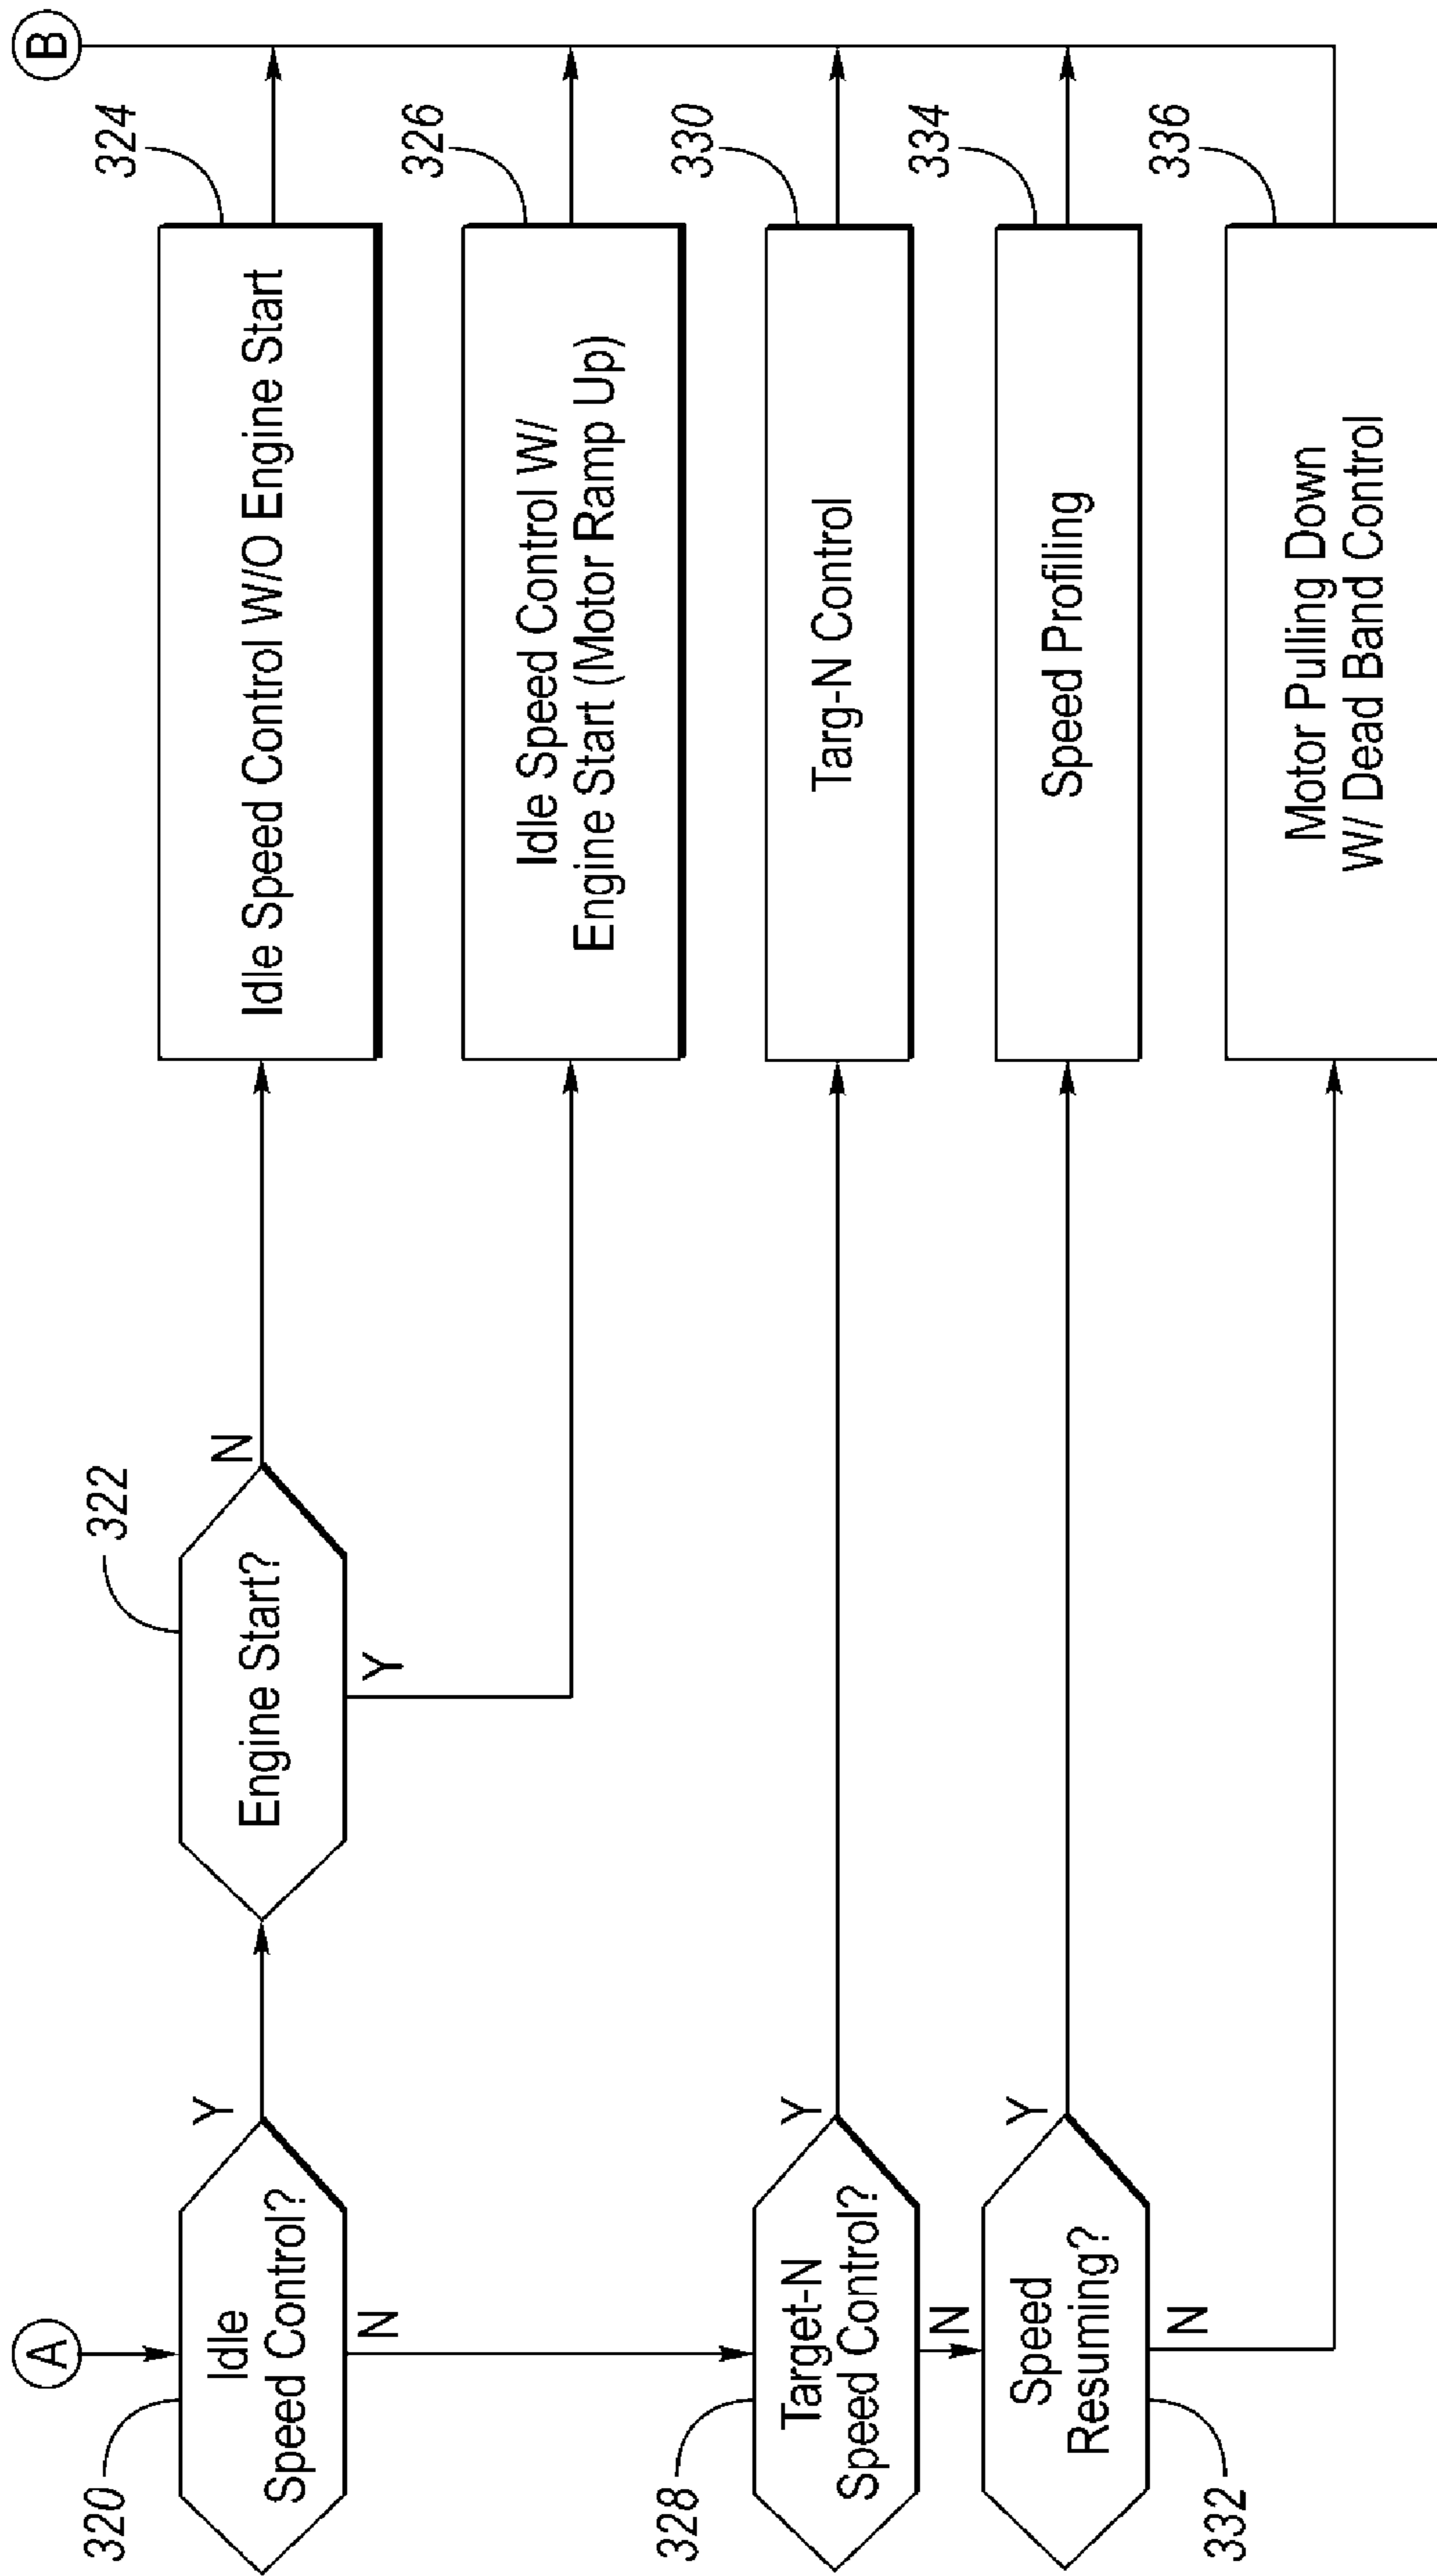 A
B
320
Idle
Speed Control?
Y
N
322
Engine Start?
N
Y
324
Idle Speed Control W/O Engine Start
326
Idle Speed Control W/
Engine Start (Motor Ramp Up)
328
Target-N
Speed Control?
Y
N
330
Targ-N Control
332
Speed
Resuming?
Y
N
334
Speed Profiling
336
Motor Pulling Down
W/ Dead Band Control